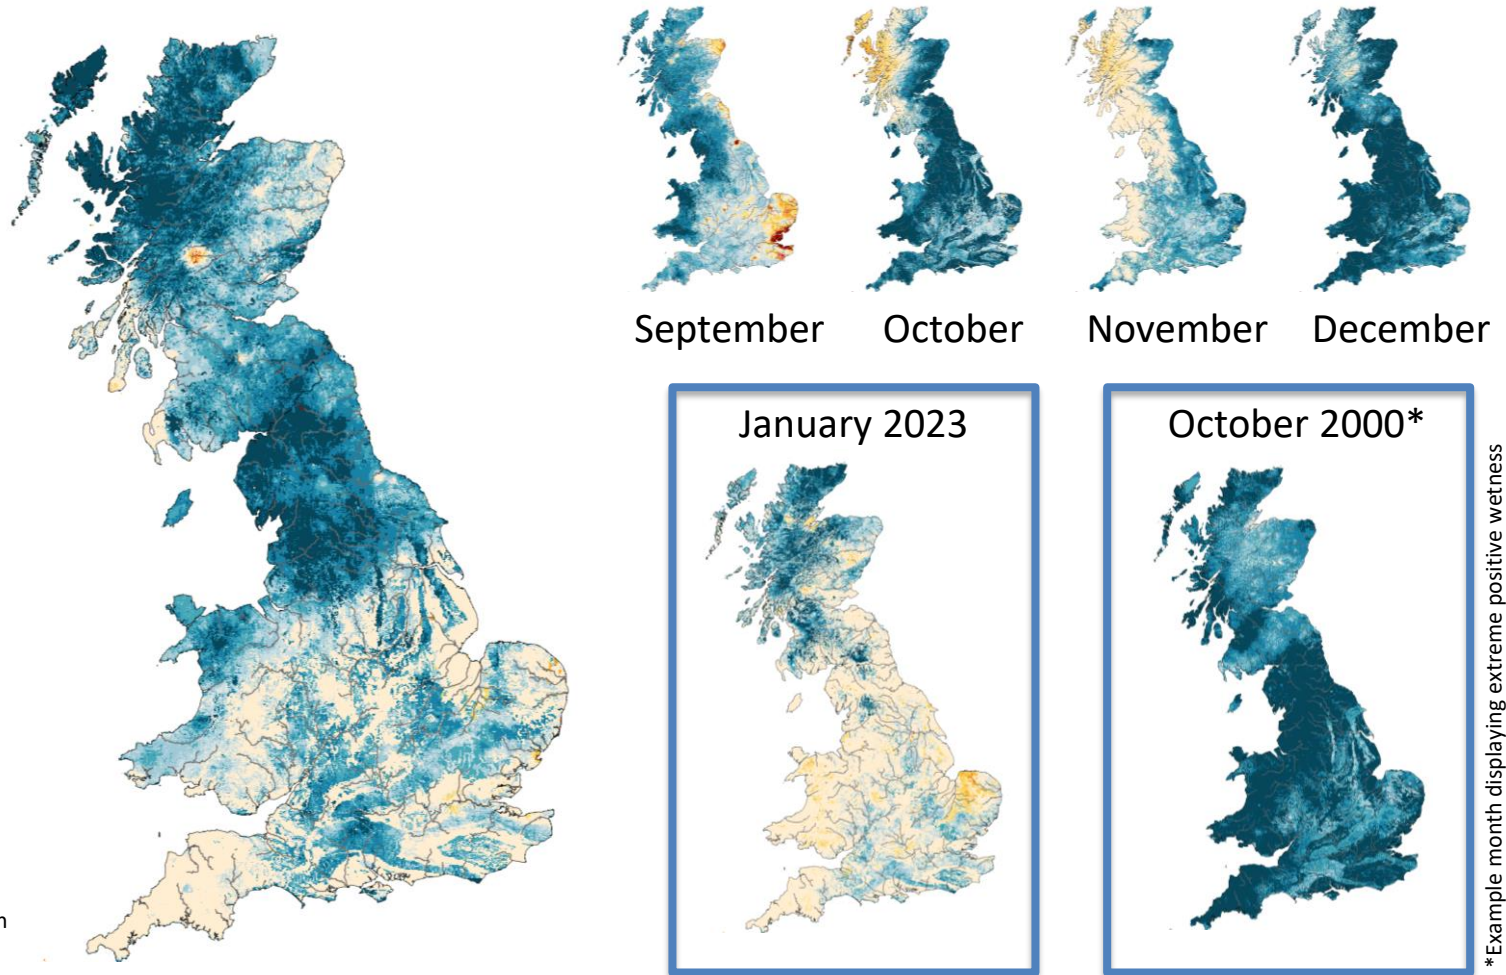 September
October
November
December
January 2023
October 2000*
*Example month displaying extreme positive wetness